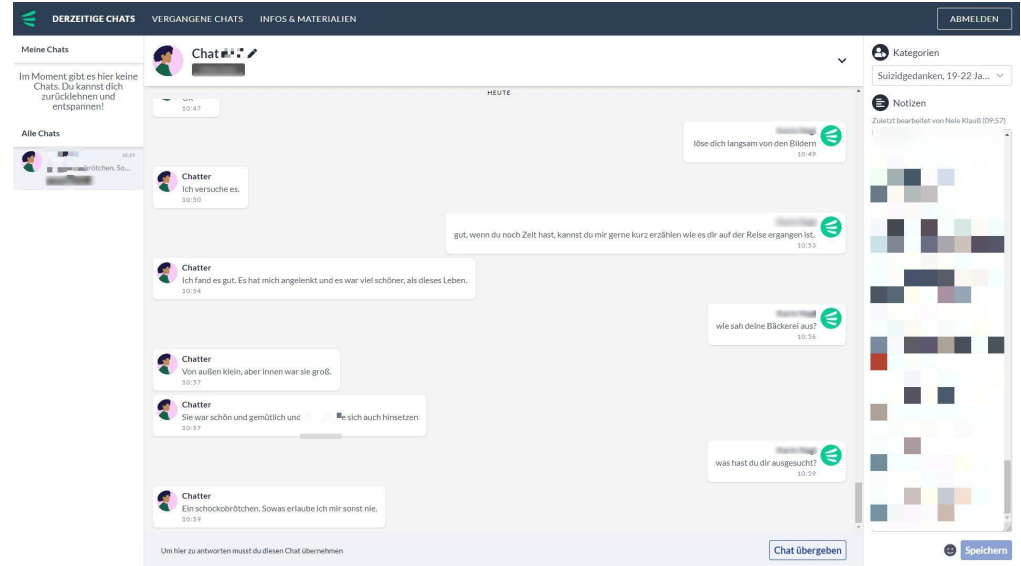 DERZEITIGE CHATS
VERGANGENE CHATS
INFOS & MATERIALIEN
ABMELDEN
Meine Chats
Im Moment gibt es hier keine
Chats. Du kannst dich
zurücklehnen und
entspannen!
Alle Chats
10:59
brötchen. So...
Chat
HEUTE
OK
10:47
löse dich langsam von den Bildern
10:49
Chatter
Ich versuche es.
10:50
gut, wenn du noch Zeit hast, kannst du mir gerne kurz erzählen wie es dir auf der Reise ergangen ist.
10:53
Chatter
Ich fand es gut. Es hat mich angelenkt und es war viel schöner, als dieses Leben.
10:54
wie sah deine Bäckerei aus?
10:56
Chatter
Von außen klein, aber innen war sie groß.
10:57
Chatter
Sie war schön und gemütlich und e sich auch hinsetzen
10:57
was hast du dir ausgesucht?
10:59
Chatter
Ein schockobrötchen. Sowas erlaube ich mir sonst nie.
10:59
Um hier zu antworten musst du diesen Chat übernehmen
Chat übergeben
Kategorien
Suizidgedanken, 19-22 Ja...
Notizen
Zuletzt bearbeitet von Nele Klauß (09:57)
Speichern